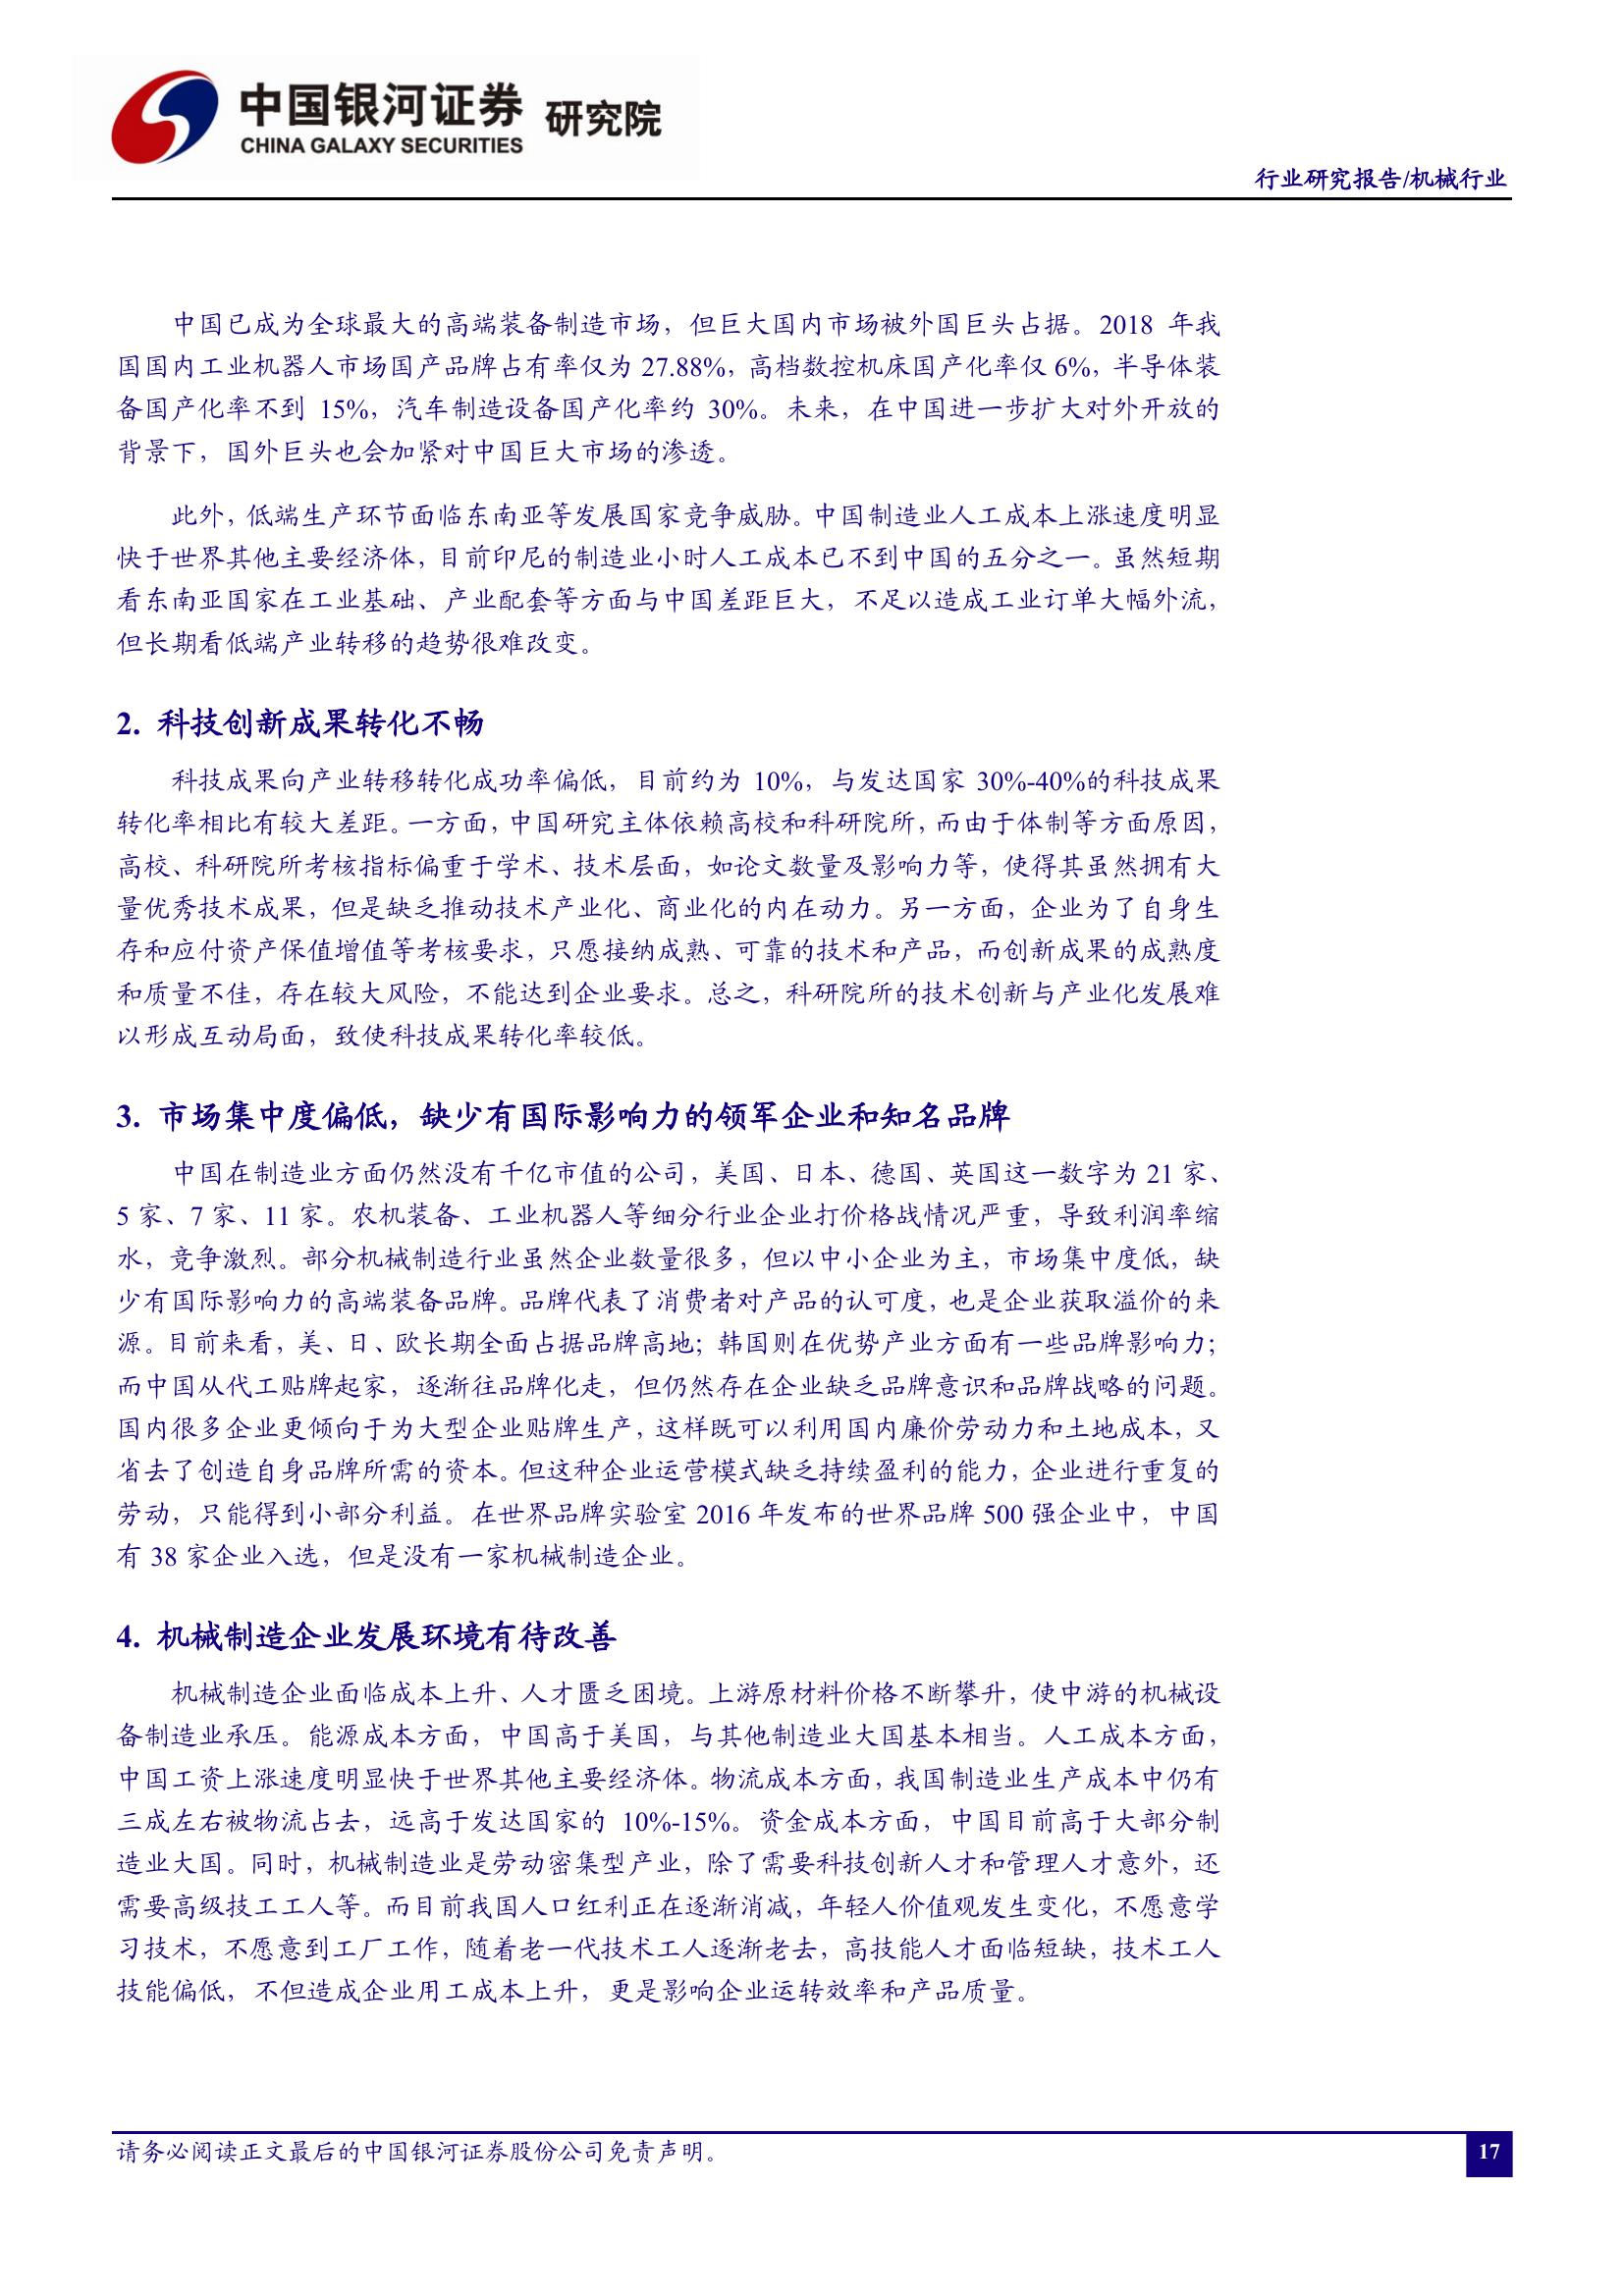 中国银河证券 研究院
CHINA GALAXY SECURITIES
行业研究报告/机械行业
中国已成为全球最大的高端装备制造市场，但巨大国内市场被外国巨头占据。2018 年我
国国内工业机器人市场国产品牌占有率仅为 27.88%，高档数控机床国产化率仅 6%，半导体装
备国产化率不到 15%，汽车制造设备国产化率约 30%。未来，在中国进一步扩大对外开放的
背景下，国外巨头也会加紧对中国巨大市场的渗透。
此外，低端生产环节面临东南亚等发展国家竞争威胁。中国制造业人工成本上涨速度明显
快于世界其他主要经济体，目前印尼的制造业小时人工成本已不到中国的五分之一。虽然短期
看东南亚国家在工业基础、产业配套等方面与中国差距巨大，不足以造成工业订单大幅外流，
但长期看低端产业转移的趋势很难改变。
2. 科技创新成果转化不畅
科技成果向产业转移转化成功率偏低，目前约为 10%，与发达国家 30%-40%的科技成果
转化率相比有较大差距。一方面，中国研究主体依赖高校和科研院所，而由于体制等方面原因，
高校、科研院所考核指标偏重于学术、技术层面，如论文数量及影响力等，使得其虽然拥有大
量优秀技术成果，但是缺乏推动技术产业化、商业化的内在动力。另一方面，企业为了自身生
存和应付资产保值增值等考核要求，只愿接纳成熟、可靠的技术和产品，而创新成果的成熟度
和质量不佳，存在较大风险，不能达到企业要求。总之，科研院所的技术创新与产业化发展难
以形成互动局面，致使科技成果转化率较低。
3. 市场集中度偏低，缺少有国际影响力的领军企业和知名品牌
中国在制造业方面仍然没有千亿市值的公司，美国、日本、德国、英国这一数字为 21 家、
5 家、7 家、11 家。农机装备、工业机器人等细分行业企业打价格战情况严重，导致利润率缩
水，竞争激烈。部分机械制造行业虽然企业数量很多，但以中小企业为主，市场集中度低，缺
少有国际影响力的高端装备品牌。品牌代表了消费者对产品的认可度，也是企业获取溢价的来
源。目前来看，美、日、欧长期全面占据品牌高地；韩国则在优势产业方面有一些品牌影响力；
而中国从代工贴牌起家，逐渐往品牌化走，但仍然存在企业缺乏品牌意识和品牌战略的问题。
国内很多企业更倾向于为大型企业贴牌生产，这样既可以利用国内廉价劳动力和土地成本，又
省去了创造自身品牌所需的资本。但这种企业运营模式缺乏持续盈利的能力，企业进行重复的
劳动，只能得到小部分利益。在世界品牌实验室 2016 年发布的世界品牌 500 强企业中，中国
有 38 家企业入选，但是没有一家机械制造企业。
4. 机械制造企业发展环境有待改善
机械制造企业面临成本上升、人才匮乏困境。上游原材料价格不断攀升，使中游的机械设
备制造业承压。能源成本方面，中国高于美国，与其他制造业大国基本相当。人工成本方面，
中国工资上涨速度明显快于世界其他主要经济体。物流成本方面，我国制造业生产成本中仍有
三成左右被物流占去，远高于发达国家的 10%-15%。资金成本方面，中国目前高于大部分制
造业大国。同时，机械制造业是劳动密集型产业，除了需要科技创新人才和管理人才意外，还
需要高级技工工人等。而目前我国人口红利正在逐渐消减，年轻人价值观发生变化，不愿意学
习技术，不愿意到工厂工作，随着老一代技术工人逐渐老去，高技能人才面临短缺，技术工人
技能偏低，不但造成企业用工成本上升，更是影响企业运转效率和产品质量。
请务必阅读正文最后的中国银河证券股份公司免责声明。
17